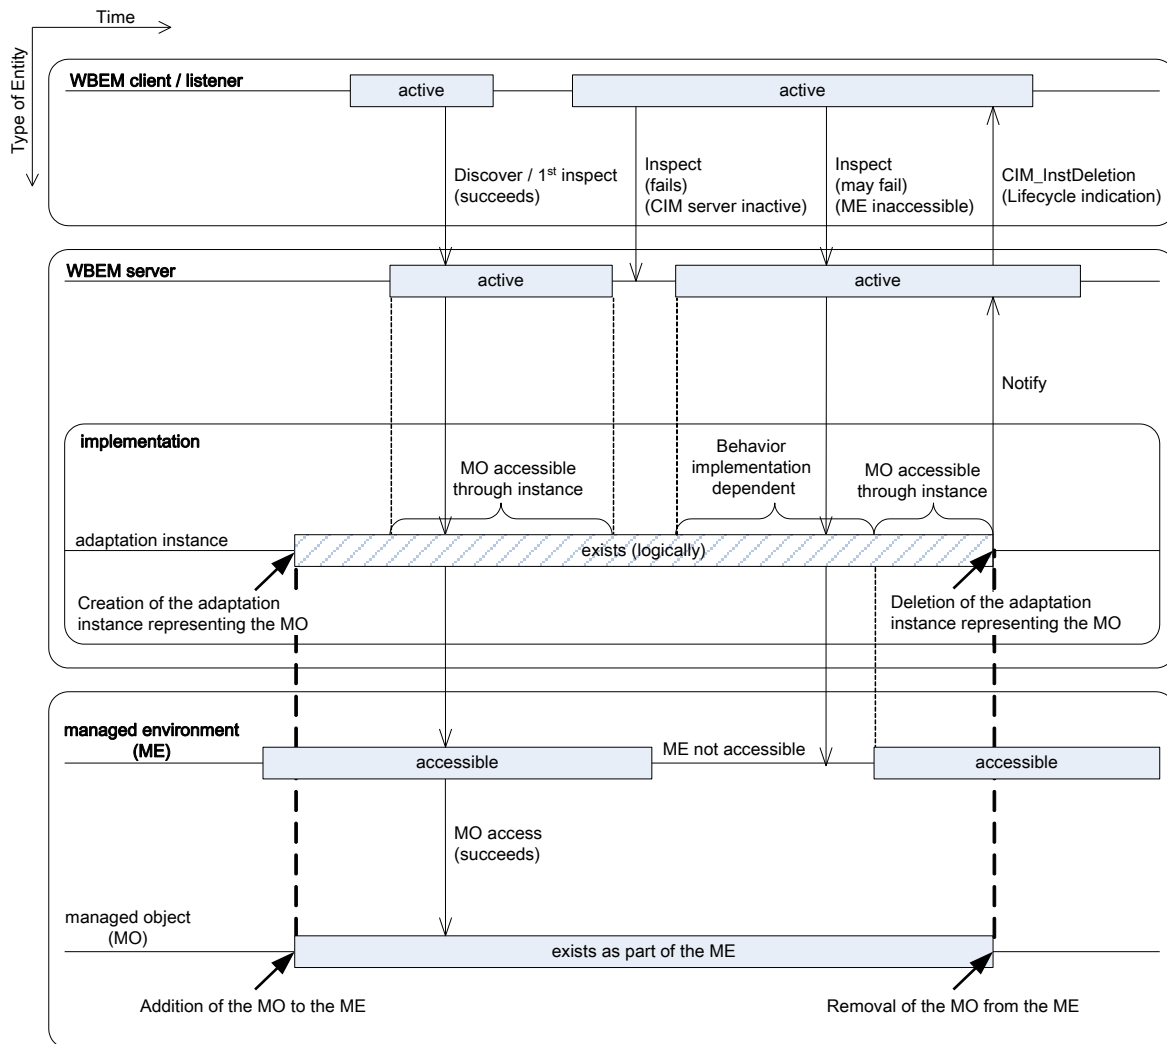 Time
Type of Entity
WBEM client / listener
active
active
Discover / 1st inspect
(succeeds)
Inspect
(fails)
(CIM server inactive)
Inspect
(may fail)
(ME inaccessible)
CIM_InstDeletion
(Lifecycle indication)
WBEM server
active
active
Notify
implementation
MO accessible
through instance
Behavior
implementation
dependent
MO accessible
through instance
adaptation instance
exists (logically)
Creation of the adaptation
instance representing the MO
Deletion of the adaptation
instance representing the MO
managed environment
(ME)
accessible
ME not accessible
accessible
MO access
(succeeds)
managed object
(MO)
exists as part of the ME
Addition of the MO to the ME
Removal of the MO from the ME